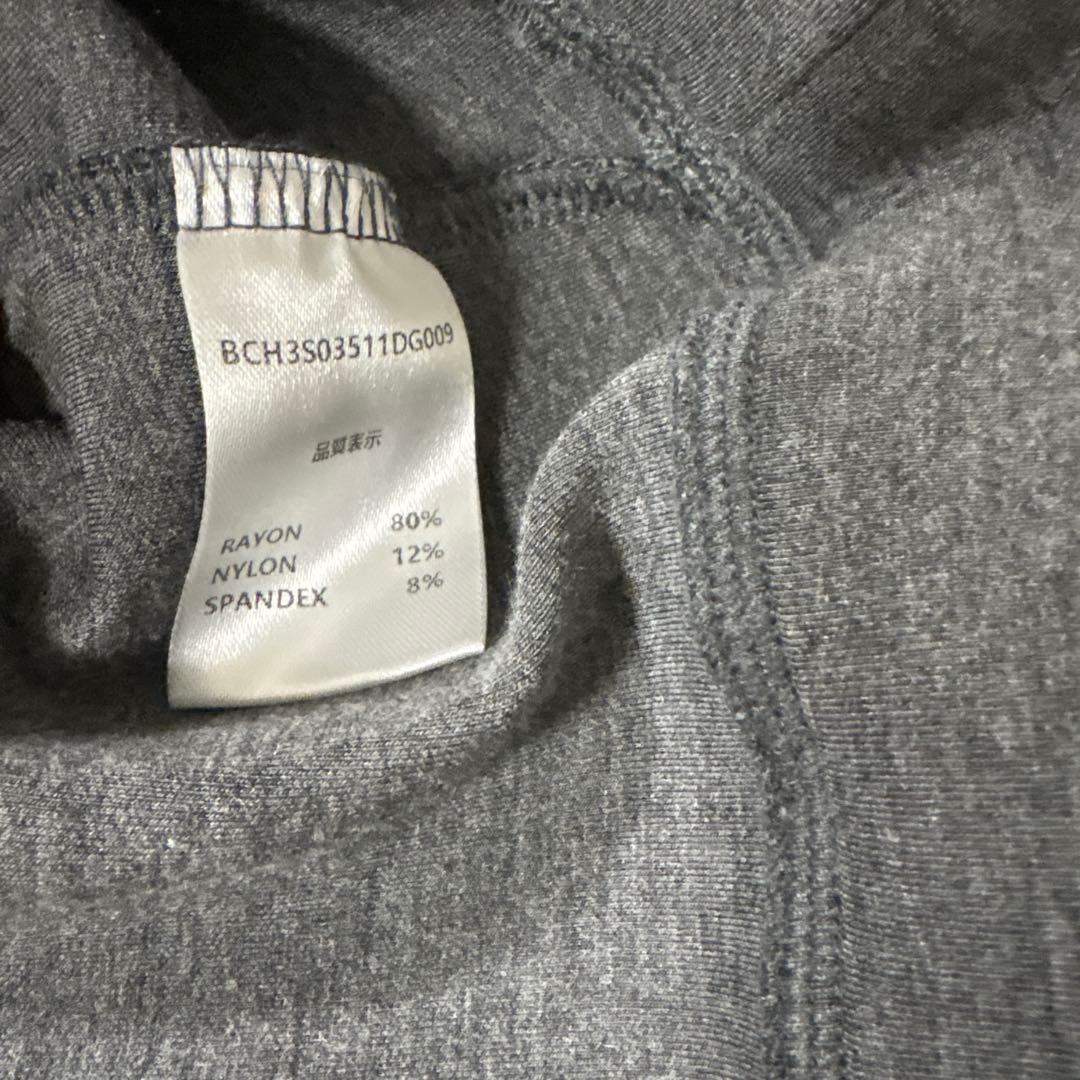 BCH3S03511DG009
品質表示
RAYON 80%
NYLON 12%
SPANDEX 8%